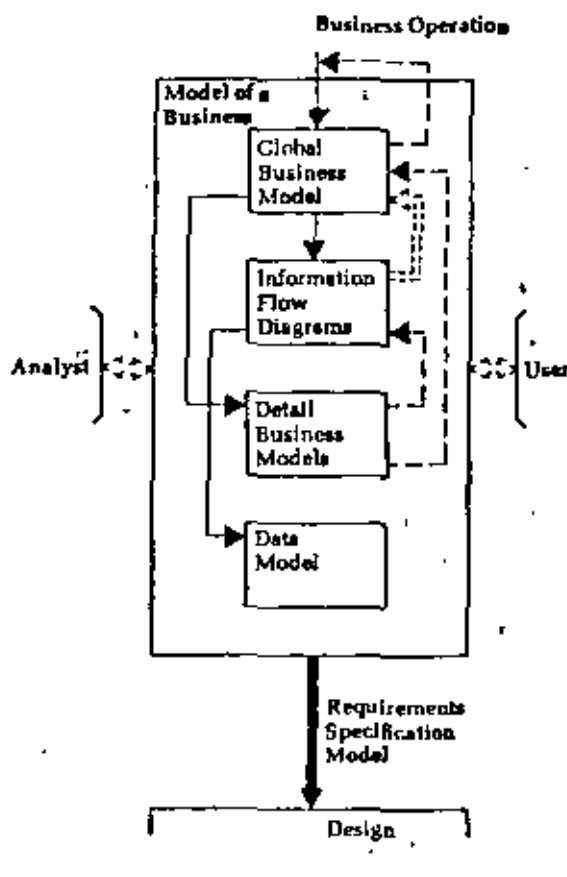 Business Operation
Model of a
Business
Global
Business
Model
Information
Flow
Diagrams
Analyst
User
Detail
Business
Models
Data
Model
Requirements
Specification
Model
Design